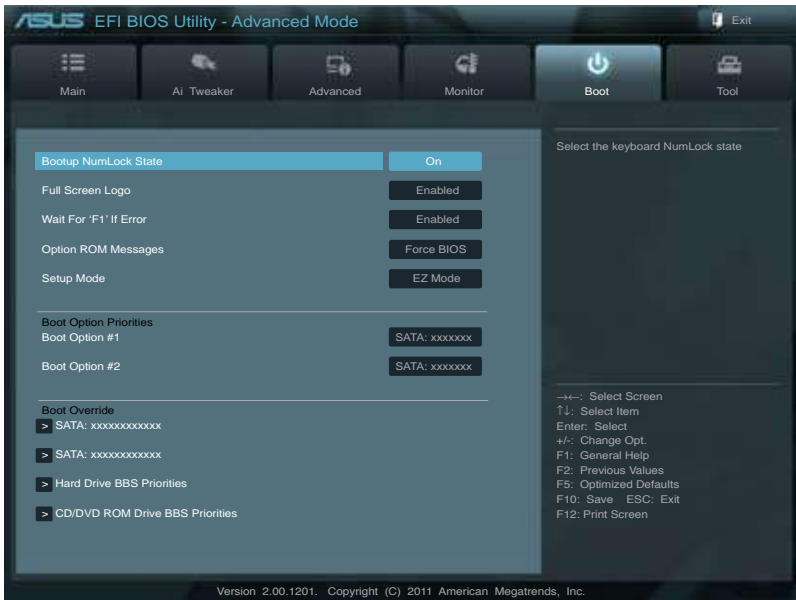 ASUS EFI BIOS Utility - Advanced Mode
Exit
Main Ai Tweaker Advanced Monitor Boot Tool
Bootup NumLock State On
Full Screen Logo Enabled
Wait For ‘F1’ If Error Enabled
Option ROM Messages Force BIOS
Setup Mode EZ Mode
Boot Option Priorities
Boot Option #1 SATA: xxxxxxx
Boot Option #2 SATA: xxxxxxx
Boot Override
> SATA: xxxxxxxxxxxx
> SATA: xxxxxxxxxxxx
> Hard Drive BBS Priorities
> CD/DVD ROM Drive BBS Priorities
Select the keyboard NumLock state
→←: Select Screen
↑↓: Select Item
Enter: Select
+/-: Change Opt.
F1: General Help
F2: Previous Values
F5: Optimized Defaults
F10: Save ESC: Exit
F12: Print Screen
Version 2.00.1201. Copyright (C) 2011 American Megatrends, Inc.